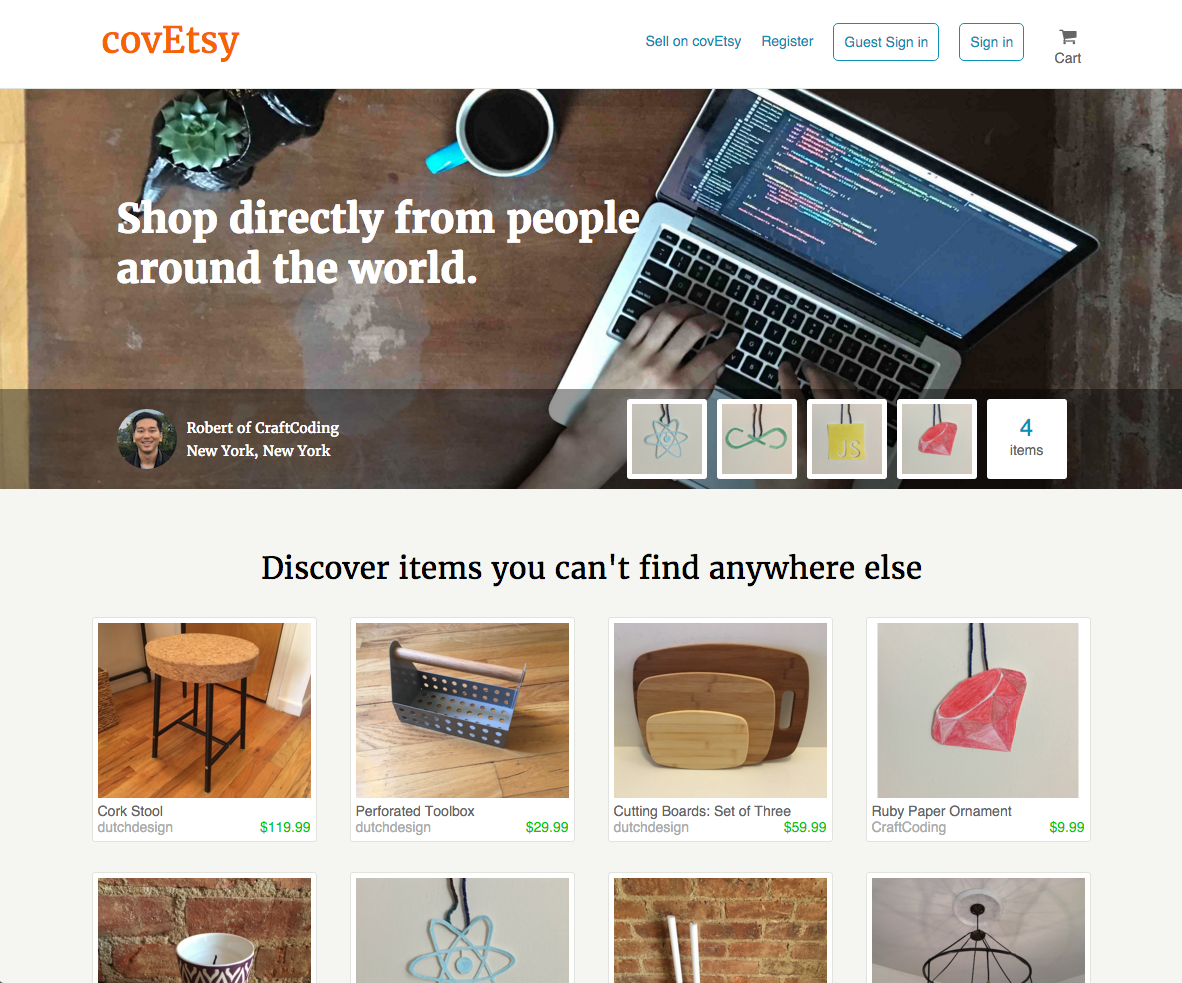 covEtsy
Sell on covEtsy
Register
Guest Sign in
Sign in
Cart
Shop directly from people
around the world.
Robert of CraftCoding
New York, New York
JS
4
items
Discover items you can't find anywhere else
Cork Stool
dutchdesign $119.99
Perforated Toolbox
dutchdesign $29.99
Cutting Boards: Set of Three
dutchdesign $59.99
Ruby Paper Ornament
CraftCoding $9.99